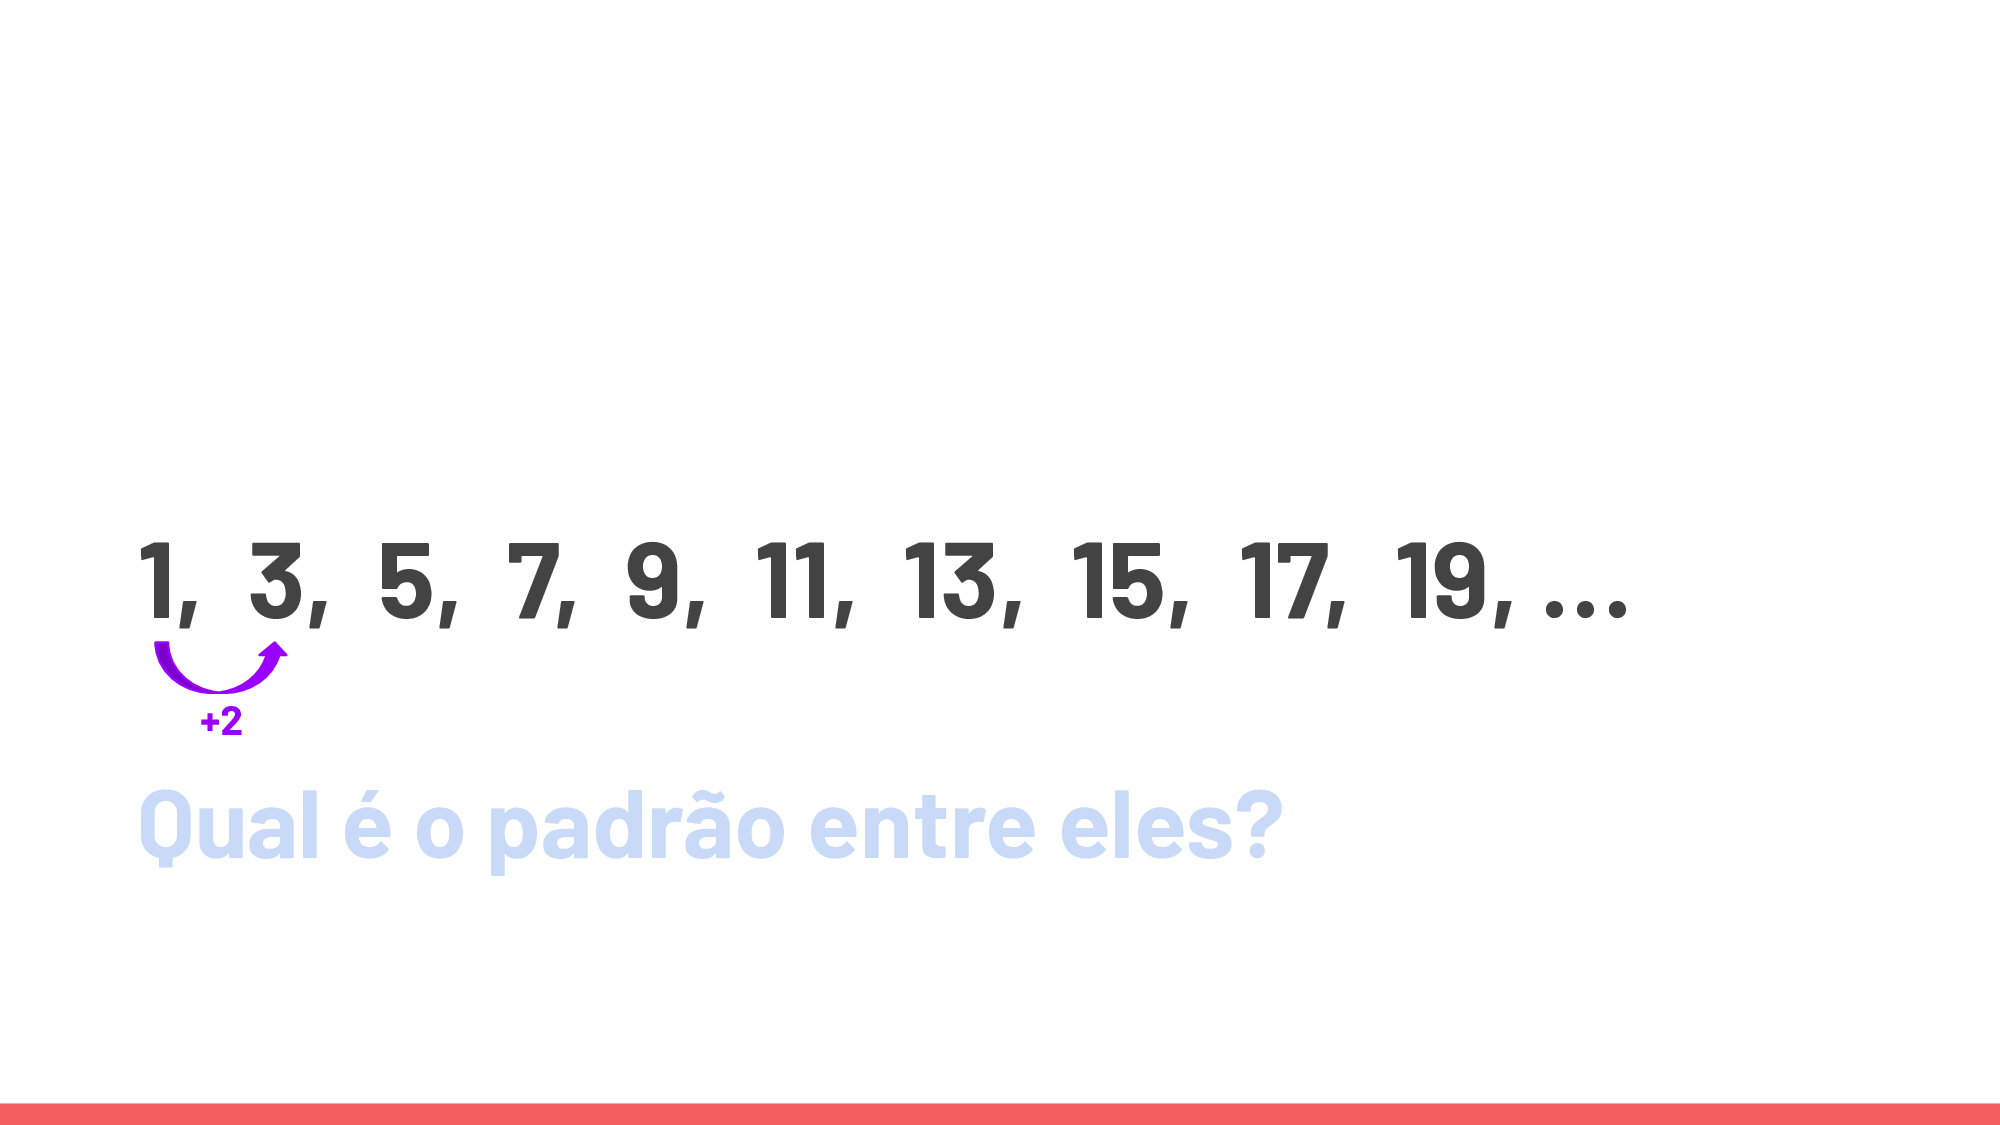 1, 3, 5, 7, 9, 11, 13, 15, 17, 19, ...
+2
Qual é o padrão entre eles?